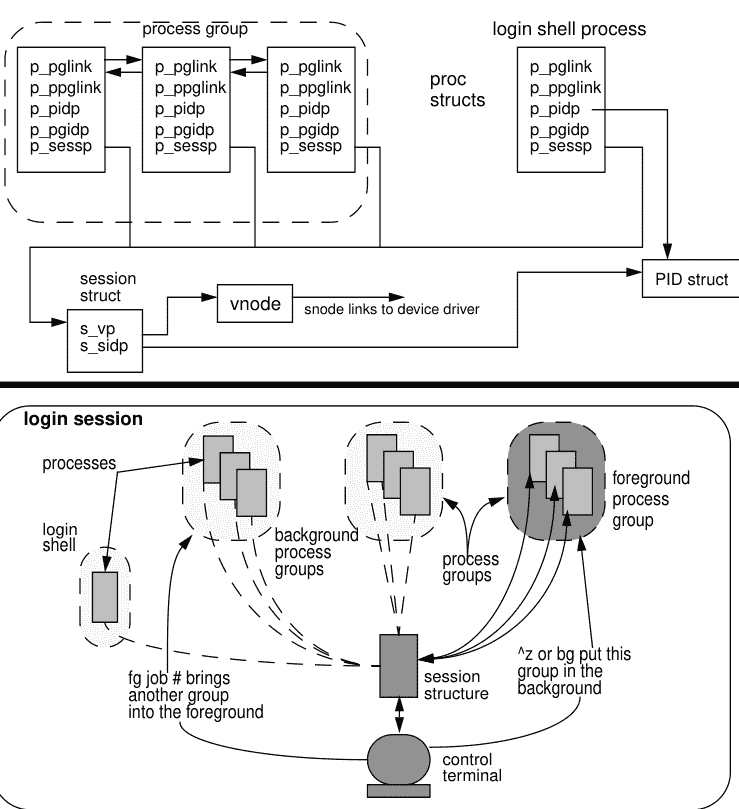 process group
login shell process
p_pglink
p_ppglink
p_pidp
p_pgidp
p_sessp
p_pglink
p_ppglink
p_pidp
p_pgidp
p_sessp
p_pglink
p_ppglink
p_pidp
p_pgidp
p_sessp
proc
structs
p_pglink
p_ppglink
p_pidp
p_pgidp
p_sessp
session
struct
s_vp
s_sidp
vnode
snode links to device driver
PID struct
login session
processes
login
shell
background
process
groups
process
groups
foreground
process
group
fg job # brings
another group
into the foreground
session
structure
^z or bg put this
group in the
background
control
terminal